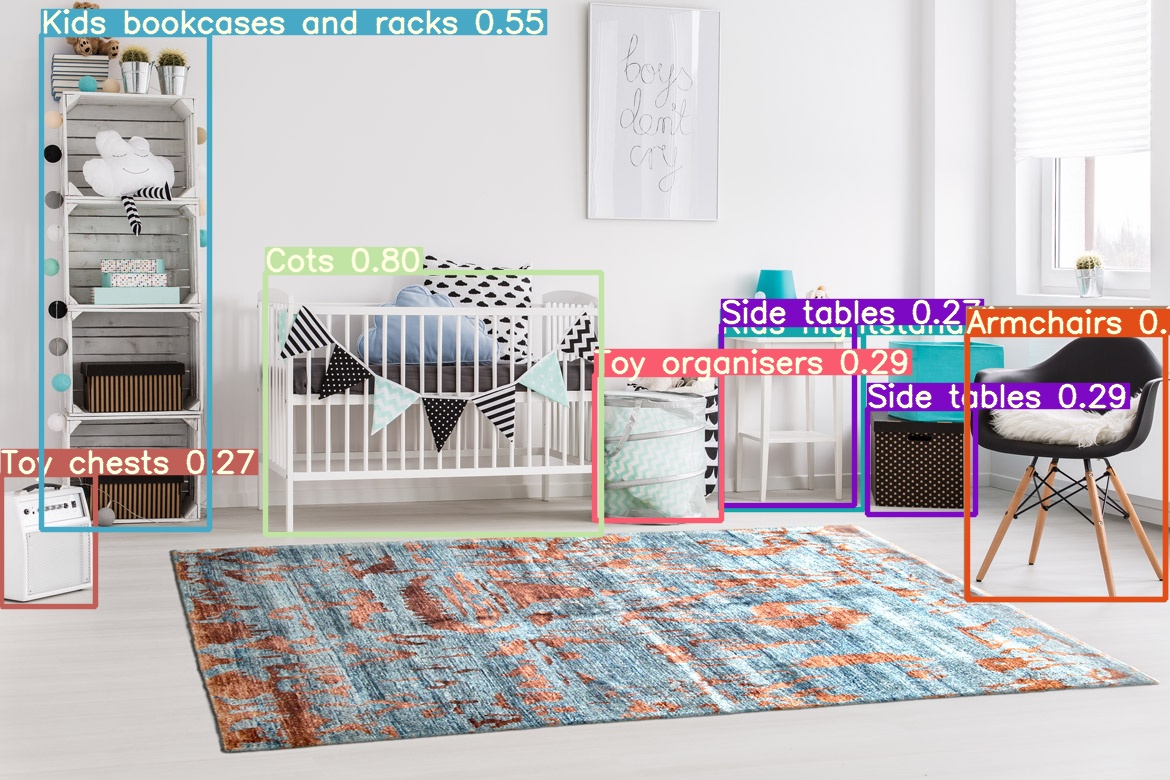 Kids bookcases and racks 0.55
boys
don't
cry
Cots 0.80
Side tables 0.27
Armchairs 0.
Toy organisers 0.29
Side tables 0.29
Toy chests 0.27